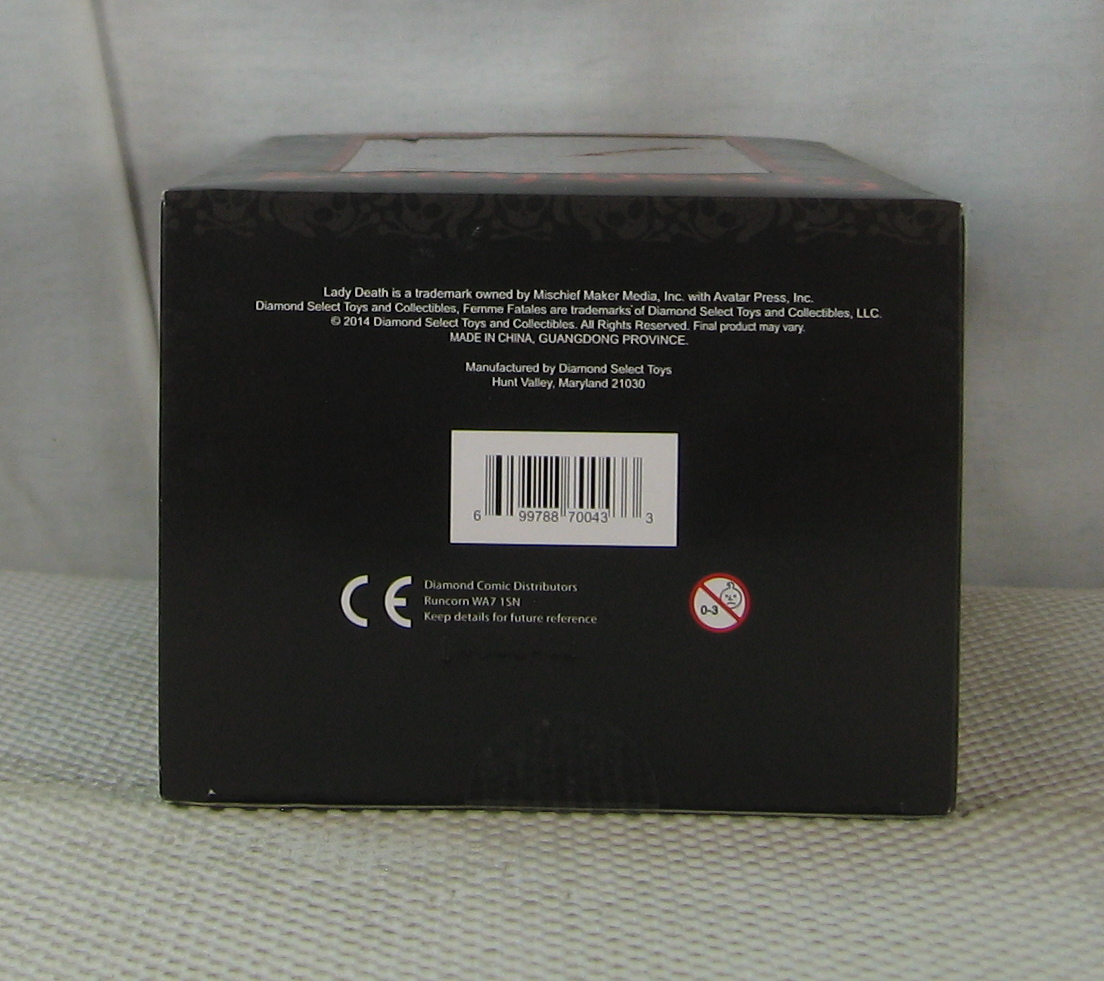 Lady Death is a trademark owned by Mischief Maker Media, Inc. with Avatar Press, Inc.
Diamond Select Toys and Collectibles, Femme Fatales are trademarks of Diamond Select Toys and Collectibles, LLC.
© 2014 Diamond Select Toys and Collectibles. All Rights Reserved. Final product may vary.
MADE IN CHINA, GUANGDONG PROVINCE.
Manufactured by Diamond Select Toys
Hunt Valley, Maryland 21030
6 99788 70043 3
CE
Diamond Comic Distributors
Runcorn WA7 1SN
Keep details for future reference
0-3